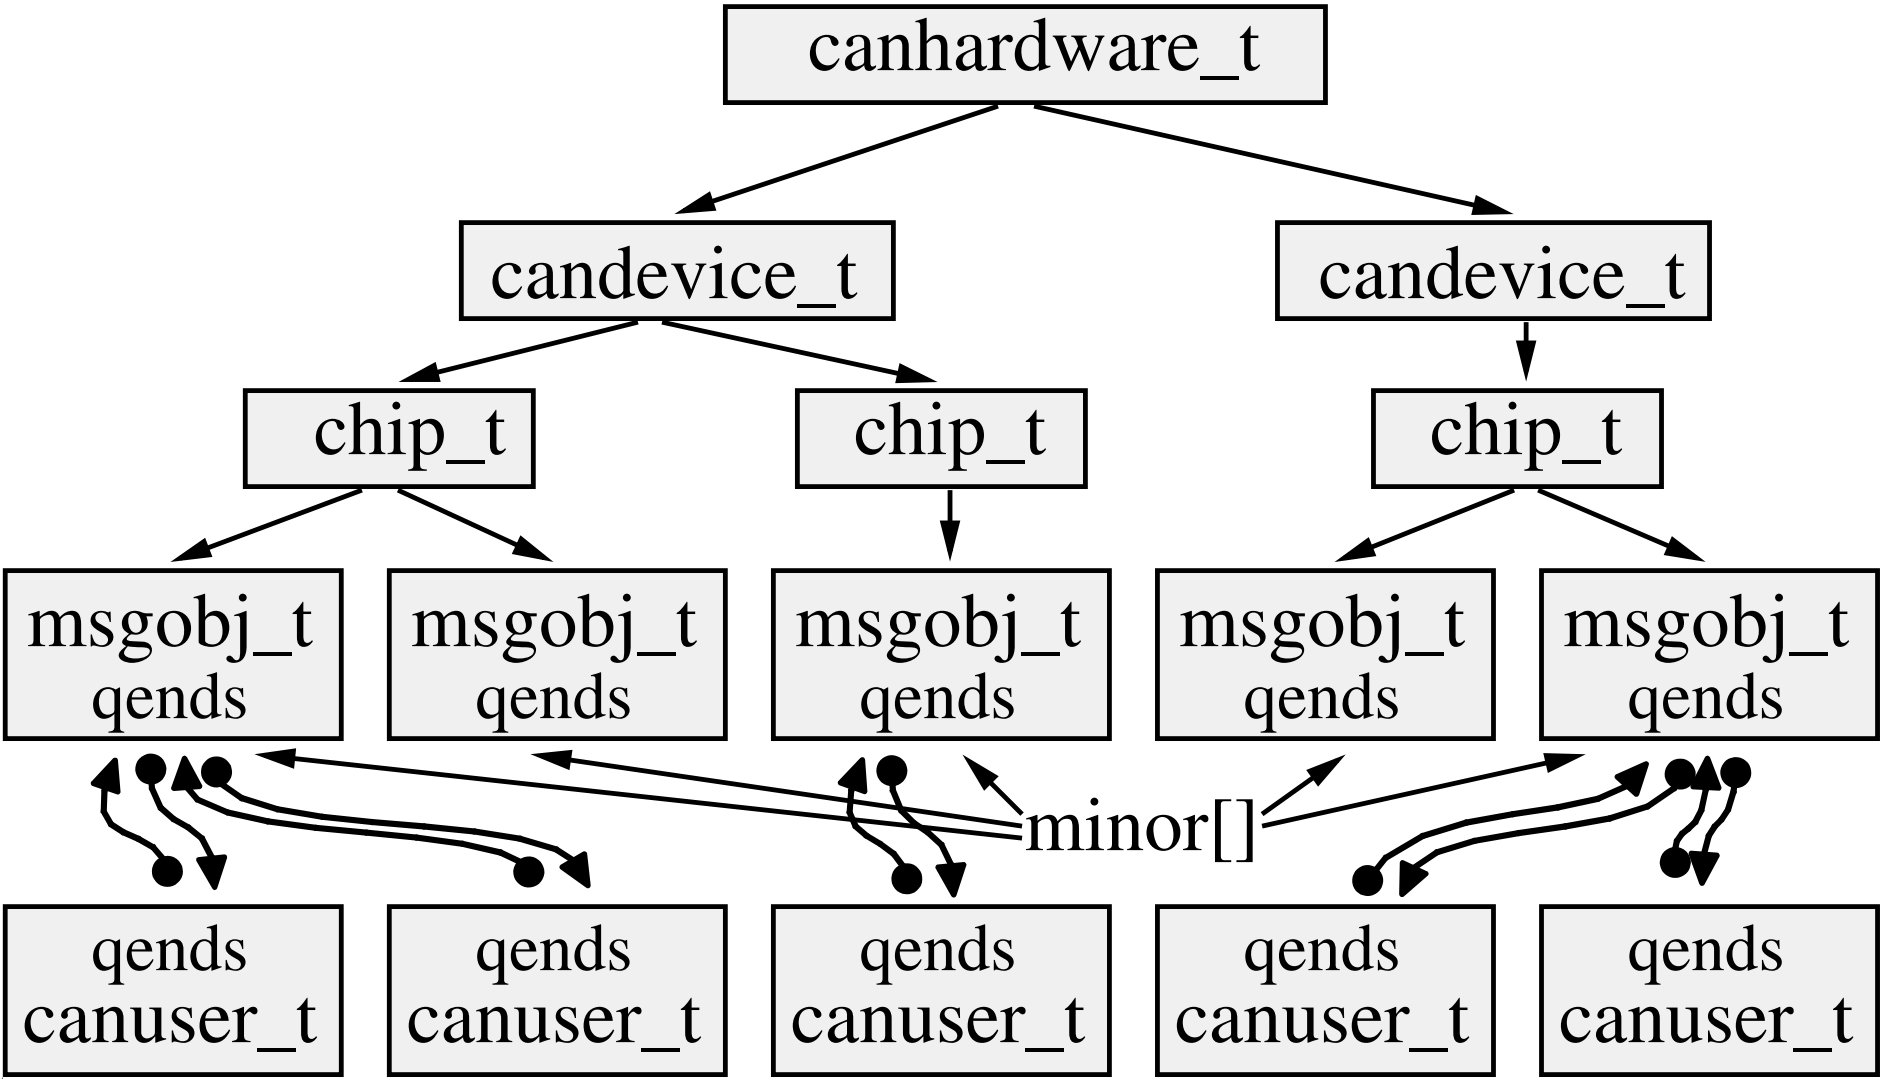 canhardware_t
candevice_t
candevice_t
chip_t
chip_t
chip_t
msgobj_t
qends
msgobj_t
qends
msgobj_t
qends
msgobj_t
qends
msgobj_t
qends
minor[]
qends
canuser_t
qends
canuser_t
qends
canuser_t
qends
canuser_t
qends
canuser_t